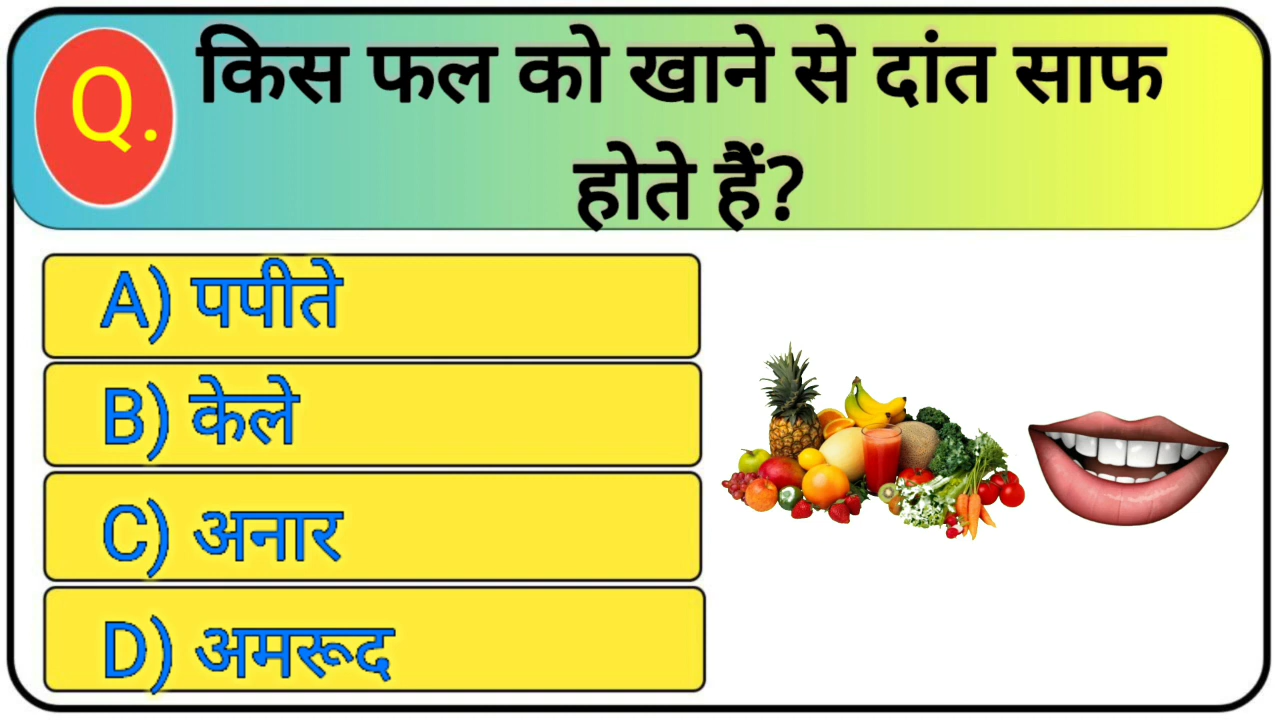 Q. किस फल को खाने से दांत साफ
होते हैं?
A) पपीते
B) केले
C) अनार
D) अमरूद